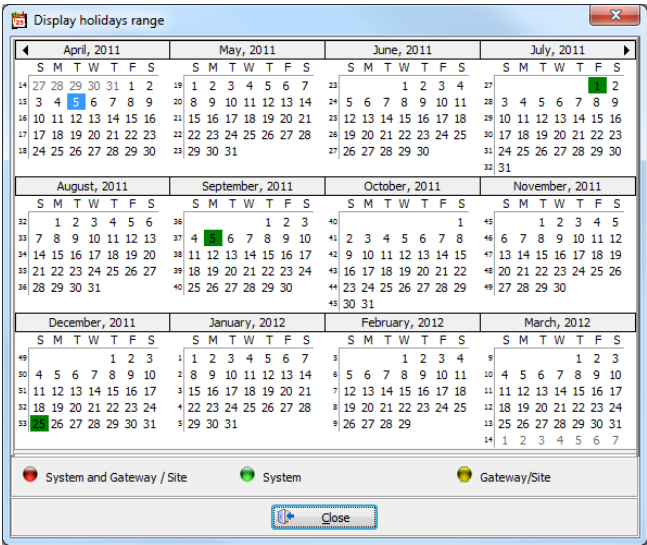 Display holidays range
April, 2011 May, 2011 June, 2011 July, 2011
S M T W T F S S M T W T F S S M T W T F S S M T W T F S
14 27 28 29 30 31 1 2 19 1 2 3 4 5 6 7 23 1 2 3 4 27 1 2
15 3 4 5 6 7 8 9 20 8 9 10 11 12 13 14 24 5 6 7 8 9 10 11 28 3 4 5 6 7 8 9
16 10 11 12 13 14 15 16 21 15 16 17 18 19 20 21 25 12 13 14 15 16 17 18 29 10 11 12 13 14 15 16
17 17 18 19 20 21 22 23 22 22 23 24 25 26 27 28 26 19 20 21 22 23 24 25 30 17 18 19 20 21 22 23
18 24 25 26 27 28 29 30 23 29 30 31 27 26 27 28 29 30 31 24 25 26 27 28 29 30
32 31
August, 2011 September, 2011 October, 2011 November, 2011
S M T W T F S S M T W T F S S M T W T F S S M T W T F S
32 1 2 3 4 5 6 36 1 2 3 40 1 45 1 2 3 4 5
33 7 8 9 10 11 12 13 37 4 5 6 7 8 9 10 41 2 3 4 5 6 7 8 46 6 7 8 9 10 11 12
34 14 15 16 17 18 19 20 38 11 12 13 14 15 16 17 42 9 10 11 12 13 14 15 47 13 14 15 16 17 18 19
35 21 22 23 24 25 26 27 39 18 19 20 21 22 23 24 43 16 17 18 19 20 21 22 48 20 21 22 23 24 25 26
36 28 29 30 31 40 25 26 27 28 29 30 44 23 24 25 26 27 28 29 49 27 28 29 30
45 30 31
December, 2011 January, 2012 February, 2012 March, 2012
S M T W T F S S M T W T F S S M T W T F S S M T W T F S
49 1 2 3 1 1 2 3 4 5 6 7 5 1 2 3 4 9 1 2 3
50 4 5 6 7 8 9 10 2 8 9 10 11 12 13 14 6 5 6 7 8 9 10 11 10 4 5 6 7 8 9 10
51 11 12 13 14 15 16 17 3 15 16 17 18 19 20 21 7 12 13 14 15 16 17 18 11 11 12 13 14 15 16 17
52 18 19 20 21 22 23 24 4 22 23 24 25 26 27 28 8 19 20 21 22 23 24 25 12 18 19 20 21 22 23 24
53 25 26 27 28 29 30 31 5 29 30 31 9 26 27 28 29 13 25 26 27 28 29 30 31
14 1 2 3 4 5 6 7
System and Gateway / Site System Gateway/Site
Close